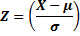 Z = (X − μ / σ)